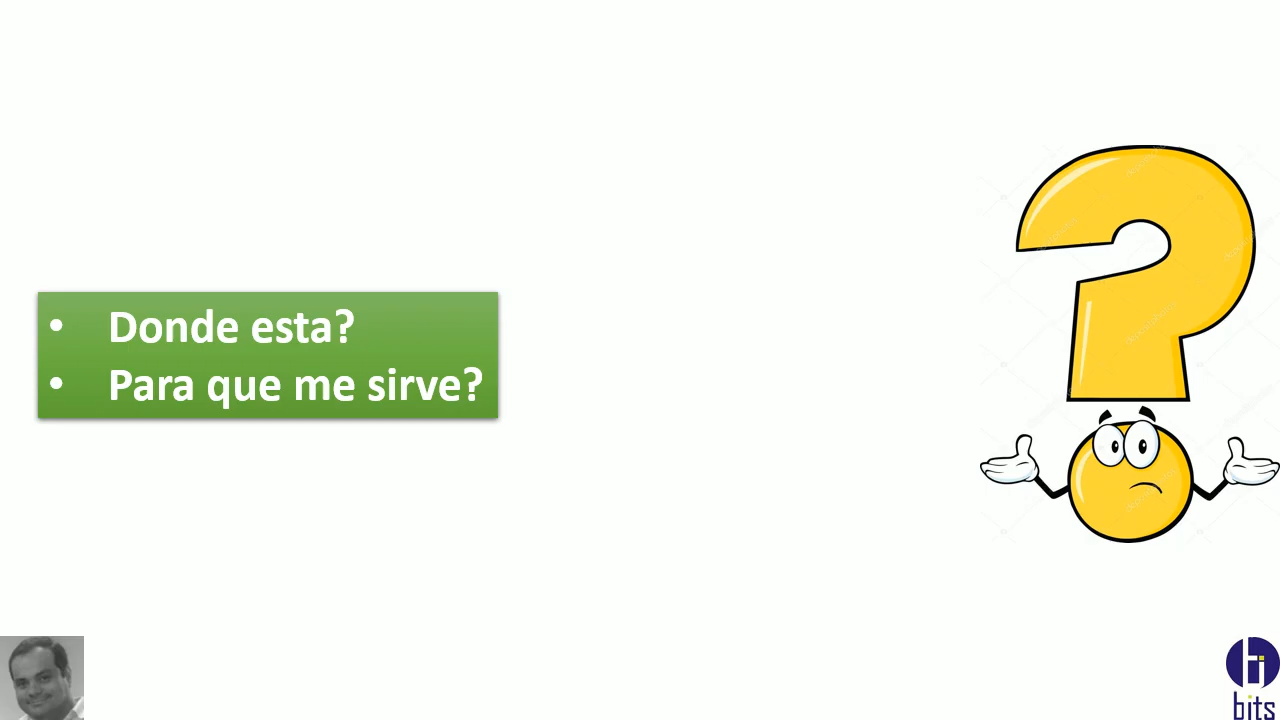 • Donde esta?
• Para que me sirve?
bits